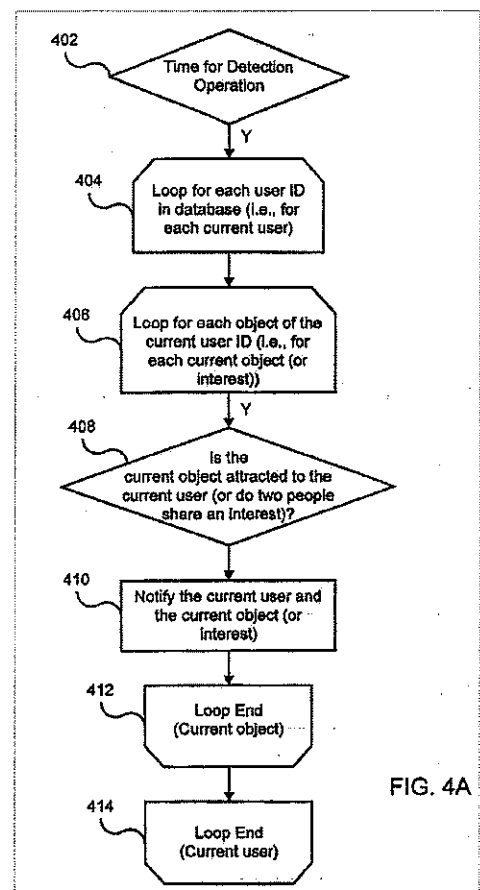 402
Time for Detection
Operation
Y
404
Loop for each user ID
in database (i.e., for
each current user)
406
Loop for each object of the
current user ID (i.e., for
each current object (or
interest))
Y
408
Is the
current object attracted to the
current user (or do two people
share an interest)?
410
Notify the current user and
the current object (or
interest)
412
Loop End
(Current object)
FIG. 4A
414
Loop End
(Current user)